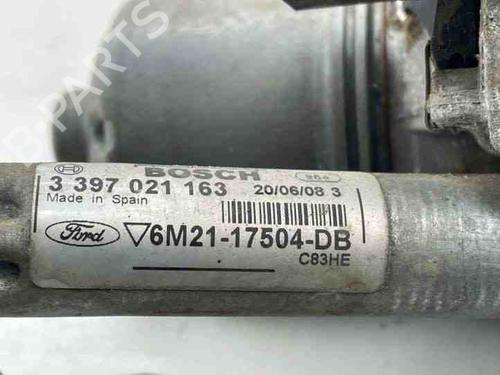 BOSCH
3 397 021 163 20/06/08 3
Made in Spain
Ford 6M21-17504-DB
C83HE